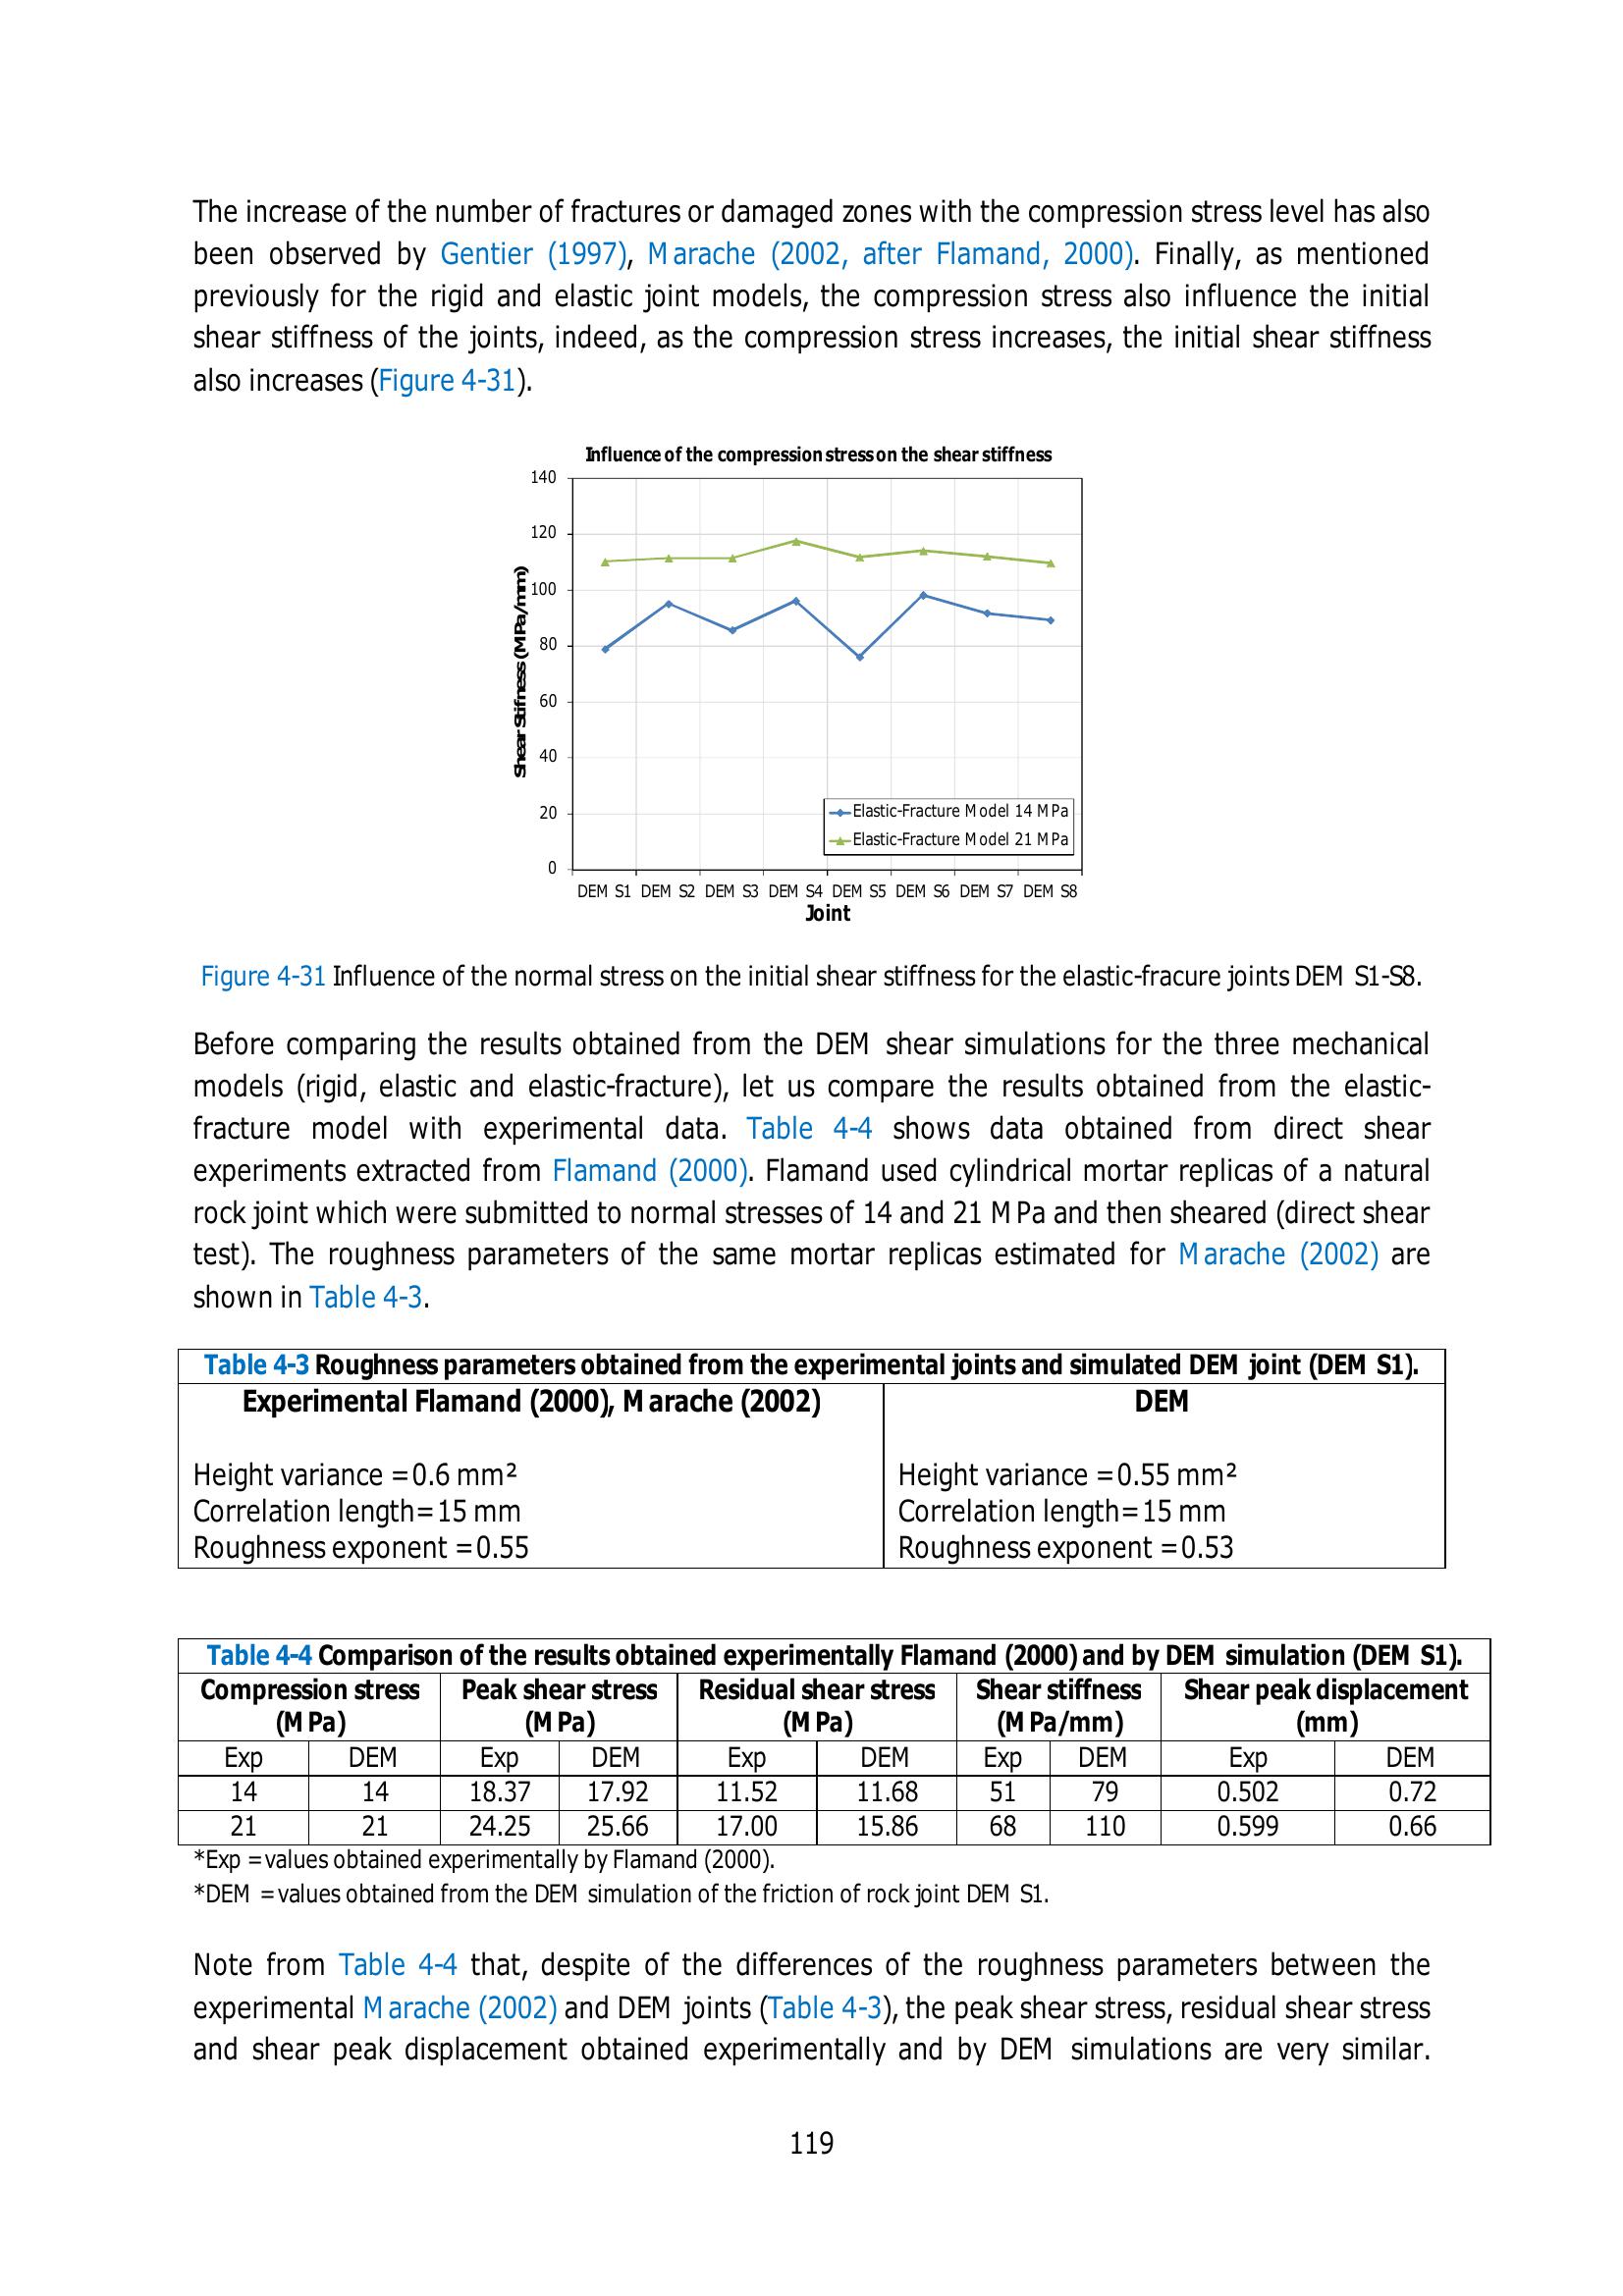 The increase of the number of fractures or damaged zones with the compression stress level has also
been observed by Gentier (1997), Marache (2002, after Flamand, 2000). Finally, as mentioned
previously for the rigid and elastic joint models, the compression stress also influence the initial
shear stiffness of the joints, indeed, as the compression stress increases, the initial shear stiffness
also increases (Figure 4-31).
Influence of the compression stress on the shear stiffness
140
120
100
80
60
40
20
0
Shear Stifness (MPa/mm)
Elastic-Fracture Model 14 MPa
Elastic-Fracture Model 21 MPa
DEM S1 DEM S2 DEM S3 DEM S4 DEM S5 DEM S6 DEM S7 DEM S8
Joint
Figure 4-31 Influence of the normal stress on the initial shear stiffness for the elastic-fracure joints DEM S1-S8.
Before comparing the results obtained from the DEM shear simulations for the three mechanical
models (rigid, elastic and elastic-fracture), let us compare the results obtained from the elastic-
fracture model with experimental data. Table 4-4 shows data obtained from direct shear
experiments extracted from Flamand (2000). Flamand used cylindrical mortar replicas of a natural
rock joint which were submitted to normal stresses of 14 and 21 MPa and then sheared (direct shear
test). The roughness parameters of the same mortar replicas estimated for Marache (2002) are
shown in Table 4-3.
Table 4-3 Roughness parameters obtained from the experimental joints and simulated DEM joint (DEM S1).
Experimental Flamand (2000), Marache (2002) DEM
Height variance = 0.6 mm² Height variance = 0.55 mm²
Correlation length= 15 mm Correlation length= 15 mm
Roughness exponent = 0.55 Roughness exponent = 0.53
Table 4-4 Comparison of the results obtained experimentally Flamand (2000) and by DEM simulation (DEM S1).
Compression stress Peak shear stress Residual shear stress Shear stiffness Shear peak displacement
(MPa) (MPa) (MPa) (MPa/mm) (mm)
Exp DEM Exp DEM Exp DEM Exp DEM Exp DEM
14 14 18.37 17.92 11.52 11.68 51 79 0.502 0.72
21 21 24.25 25.66 17.00 15.86 68 110 0.599 0.66
*Exp = values obtained experimentally by Flamand (2000).
*DEM = values obtained from the DEM simulation of the friction of rock joint DEM S1.
Note from Table 4-4 that, despite of the differences of the roughness parameters between the
experimental Marache (2002) and DEM joints (Table 4-3), the peak shear stress, residual shear stress
and shear peak displacement obtained experimentally and by DEM simulations are very similar.
119